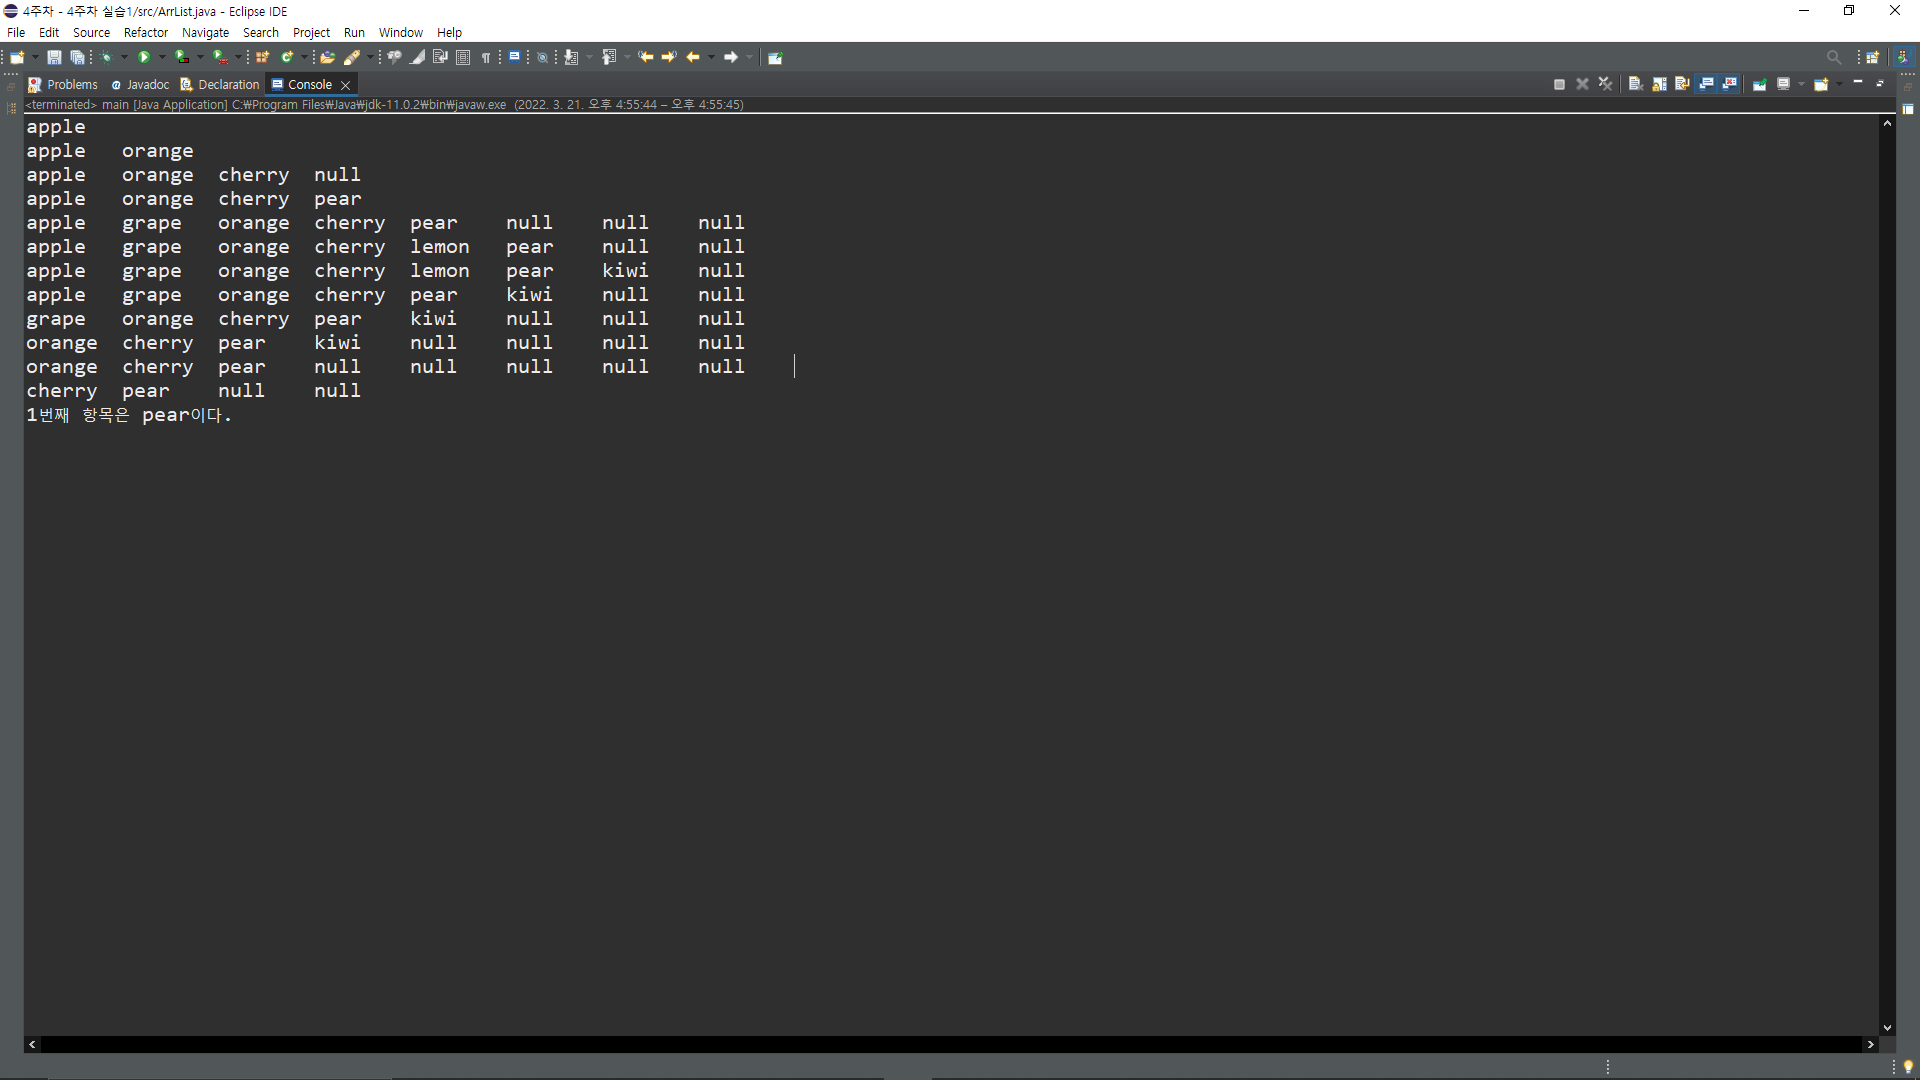 4주차 - 4주차 실습1/src/ArrList.java - Eclipse IDE
File Edit Source Refactor Navigate Search Project Run Window Help
Problems Javadoc Declaration Console
<terminated> main [Java Application] C:₩Program Files₩Java₩jdk-11.0.2₩bin₩javaw.exe (2022. 3. 21. 오후 4:55:44 – 오후 4:55:45)
apple
apple orange
apple orange cherry null
apple orange cherry pear
apple grape orange cherry pear null null null
apple grape orange cherry lemon pear null null
apple grape orange cherry lemon pear kiwi null
apple grape orange cherry pear kiwi null null
grape orange cherry pear kiwi null null null
orange cherry pear kiwi null null null null
orange cherry pear null null null null null
cherry pear null null
1번째 항목은 pear이다.